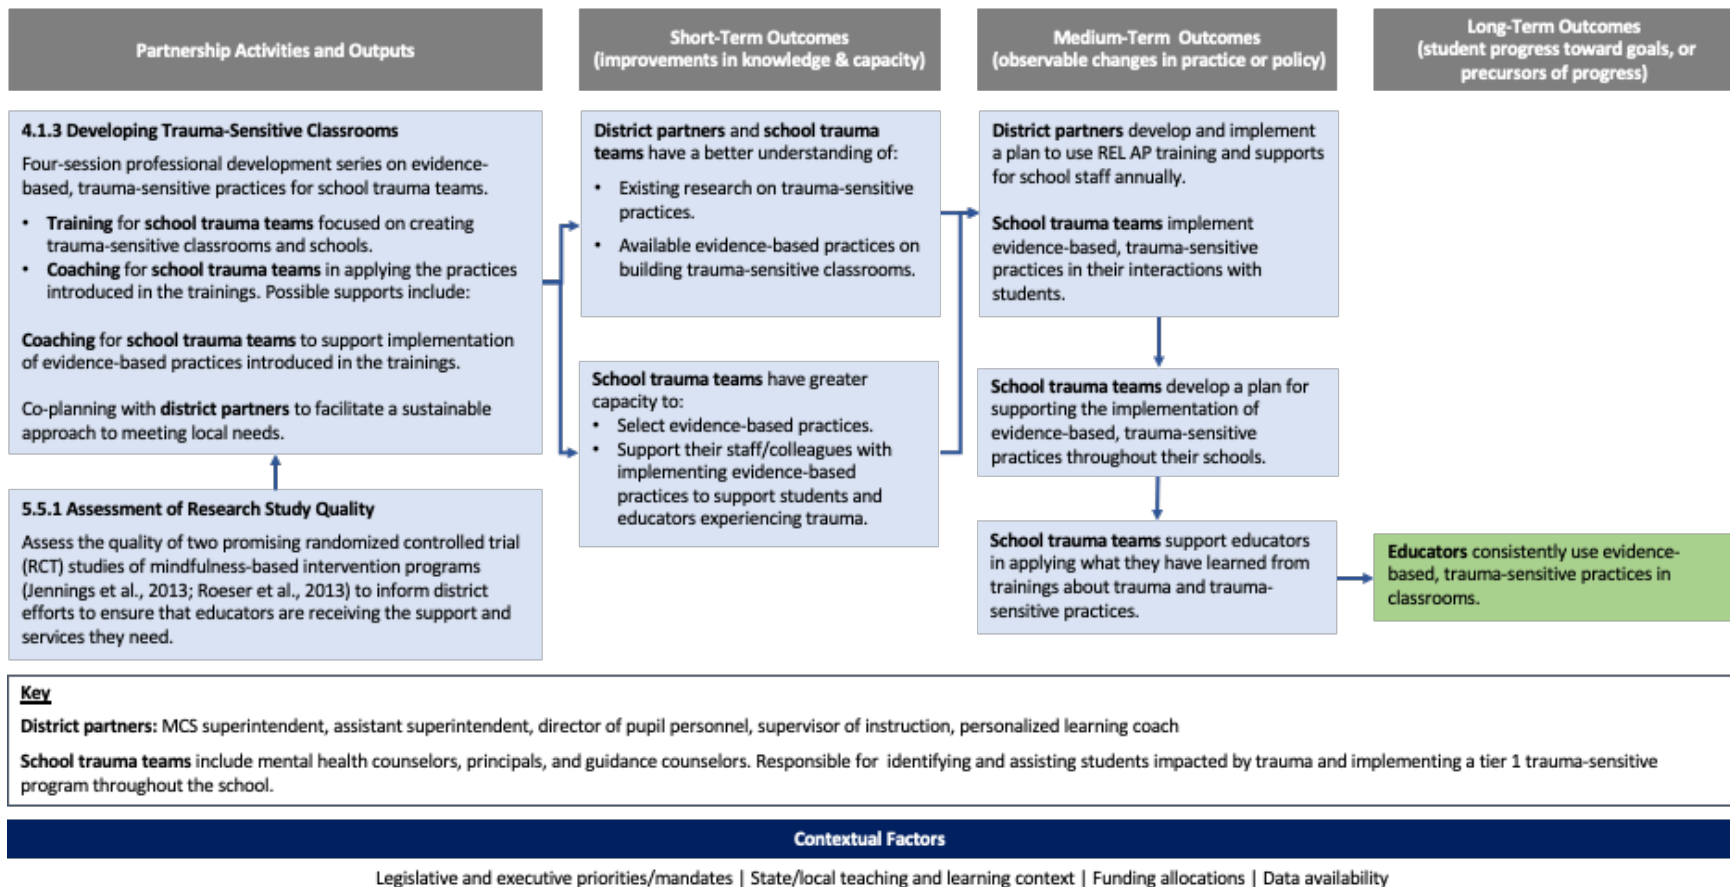 Partnership Activities and Outputs
Short-Term Outcomes
(improvements in knowledge & capacity)
Medium-Term Outcomes
(observable changes in practice or policy)
Long-Term Outcomes
(student progress toward goals, or
precursors of progress)
4.1.3 Developing Trauma-Sensitive Classrooms
Four-session professional development series on evidence-
based, trauma-sensitive practices for school trauma teams.
• Training for school trauma teams focused on creating
trauma-sensitive classrooms and schools.
• Coaching for school trauma teams in applying the practices
introduced in the trainings. Possible supports include:
Coaching for school trauma teams to support implementation
of evidence-based practices introduced in the trainings.
Co-planning with district partners to facilitate a sustainable
approach to meeting local needs.
5.5.1 Assessment of Research Study Quality
Assess the quality of two promising randomized controlled trial
(RCT) studies of mindfulness-based intervention programs
(Jennings et al., 2013; Roeser et al., 2013) to inform district
efforts to ensure that educators are receiving the support and
services they need.
District partners and school trauma
teams have a better understanding of:
• Existing research on trauma-sensitive
practices.
• Available evidence-based practices on
building trauma-sensitive classrooms.
School trauma teams have greater
capacity to:
• Select evidence-based practices.
• Support their staff/colleagues with
implementing evidence-based
practices to support students and
educators experiencing trauma.
District partners develop and implement
a plan to use REL AP training and supports
for school staff annually.
School trauma teams implement
evidence-based, trauma-sensitive
practices in their interactions with
students.
School trauma teams develop a plan for
supporting the implementation of
evidence-based, trauma-sensitive
practices throughout their schools.
School trauma teams support educators
in applying what they have learned from
trainings about trauma and trauma-
sensitive practices.
Educators consistently use evidence-
based, trauma-sensitive practices in
classrooms.
Key
District partners: MCS superintendent, assistant superintendent, director of pupil personnel, supervisor of instruction, personalized learning coach
School trauma teams include mental health counselors, principals, and guidance counselors. Responsible for identifying and assisting students impacted by trauma and implementing a tier 1 trauma-sensitive
program throughout the school.
Contextual Factors
Legislative and executive priorities/mandates | State/local teaching and learning context | Funding allocations | Data availability